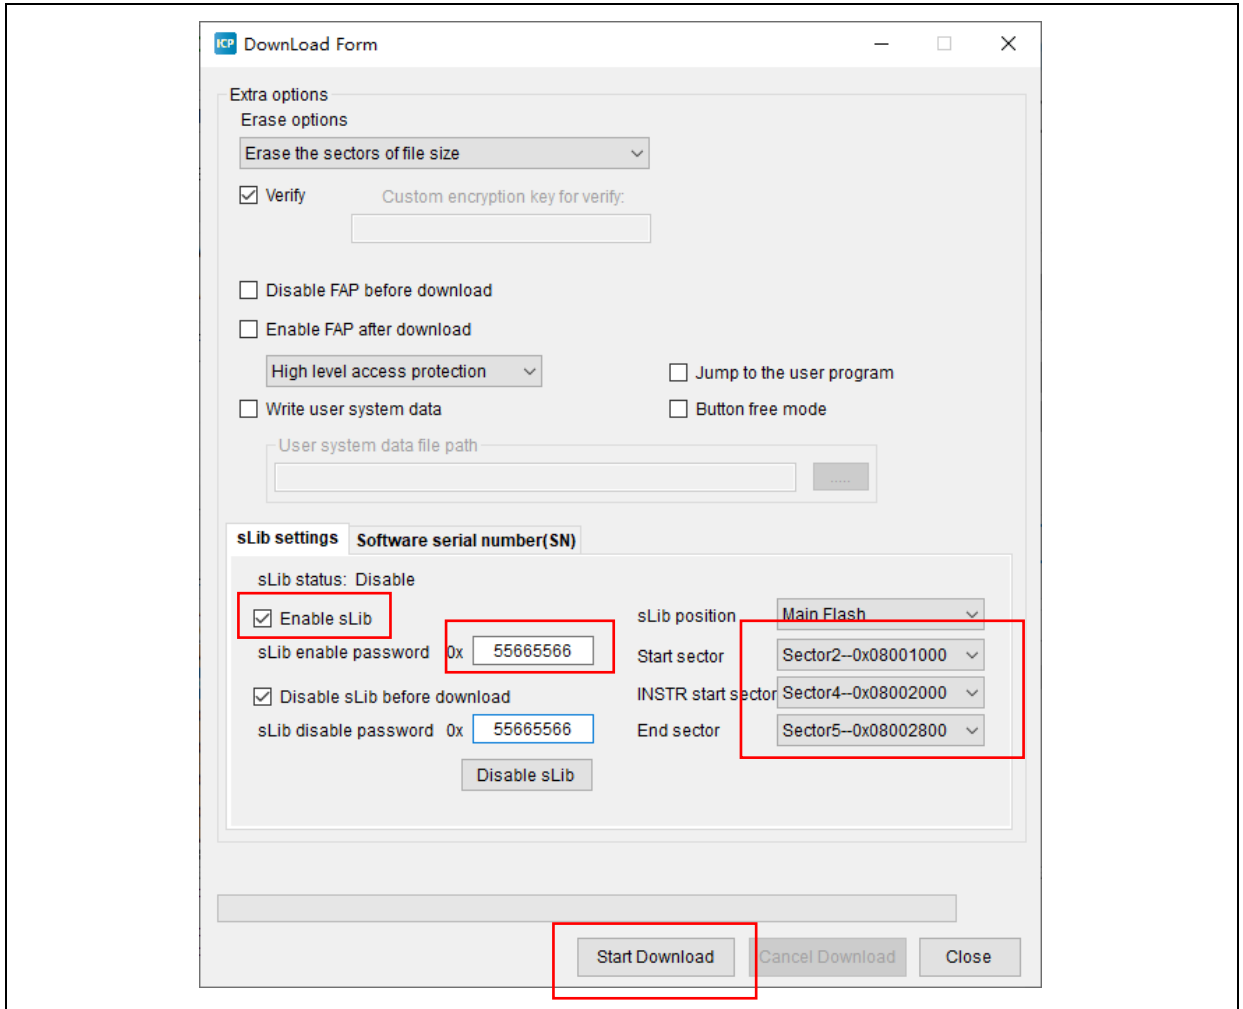 ICP DownLoad Form
Extra options
Erase options
Erase the sectors of file size
Verify
Custom encryption key for verify:
Disable FAP before download
Enable FAP after download
High level access protection
Jump to the user program
Write user system data
Button free mode
User system data file path
.....
sLib settings
Software serial number(SN)
sLib status: Disable
Enable sLib
sLib position
Main Flash
sLib enable password 0x 55665566
Start sector
Sector2--0x08001000
Disable sLib before download
INSTR start sector
Sector4--0x08002000
sLib disable password 0x 55665566
End sector
Sector5--0x08002800
Disable sLib
Start Download
Cancel Download
Close